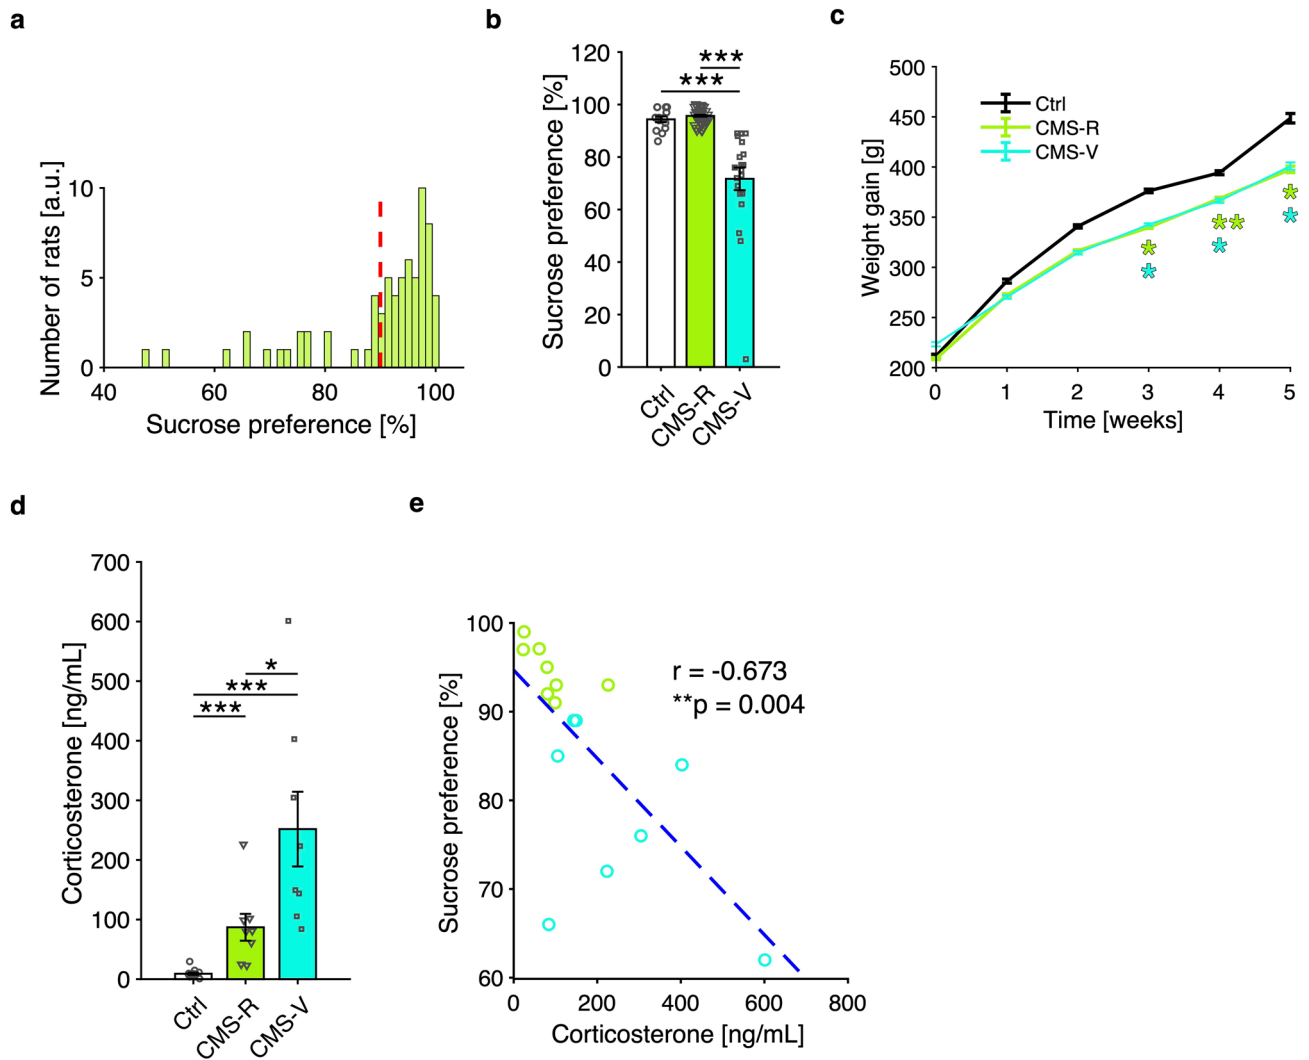 a
Number of rats [a.u.]
10
5
0
40
60
80
100
Sucrose preference [%]
b
Sucrose preference [%]
120
100
80
60
40
20
0
***
***
Ctrl
CMS-R
CMS-V
c
Weight gain [g]
500
450
400
350
300
250
200
Ctrl
CMS-R
CMS-V
*
*
**
*
*
*
0
1
2
3
4
5
Time [weeks]
d
Corticosterone [ng/mL]
700
600
500
400
300
200
100
0
*
***
***
Ctrl
CMS-R
CMS-V
e
Sucrose preference [%]
100
90
80
70
60
r = -0.673
**p = 0.004
0
200
400
600
800
Corticosterone [ng/mL]